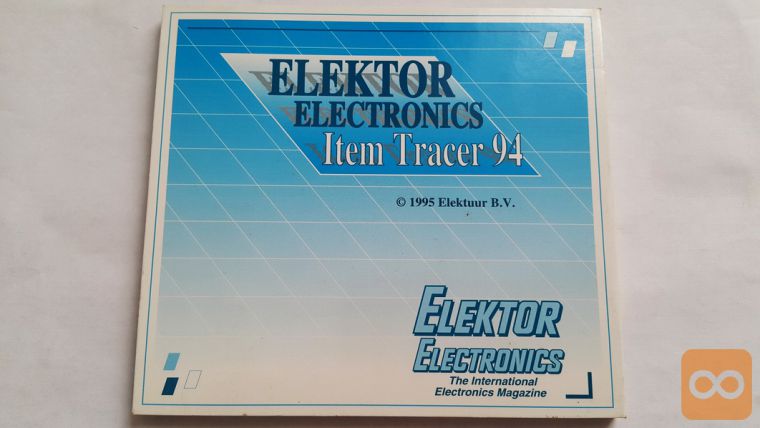 ELEKTOR
ELECTRONICS
Item Tracer 94
© 1995 Elektuur B.V.
ELEKTOR
ELECTRONICS
The International
Electronics Magazine